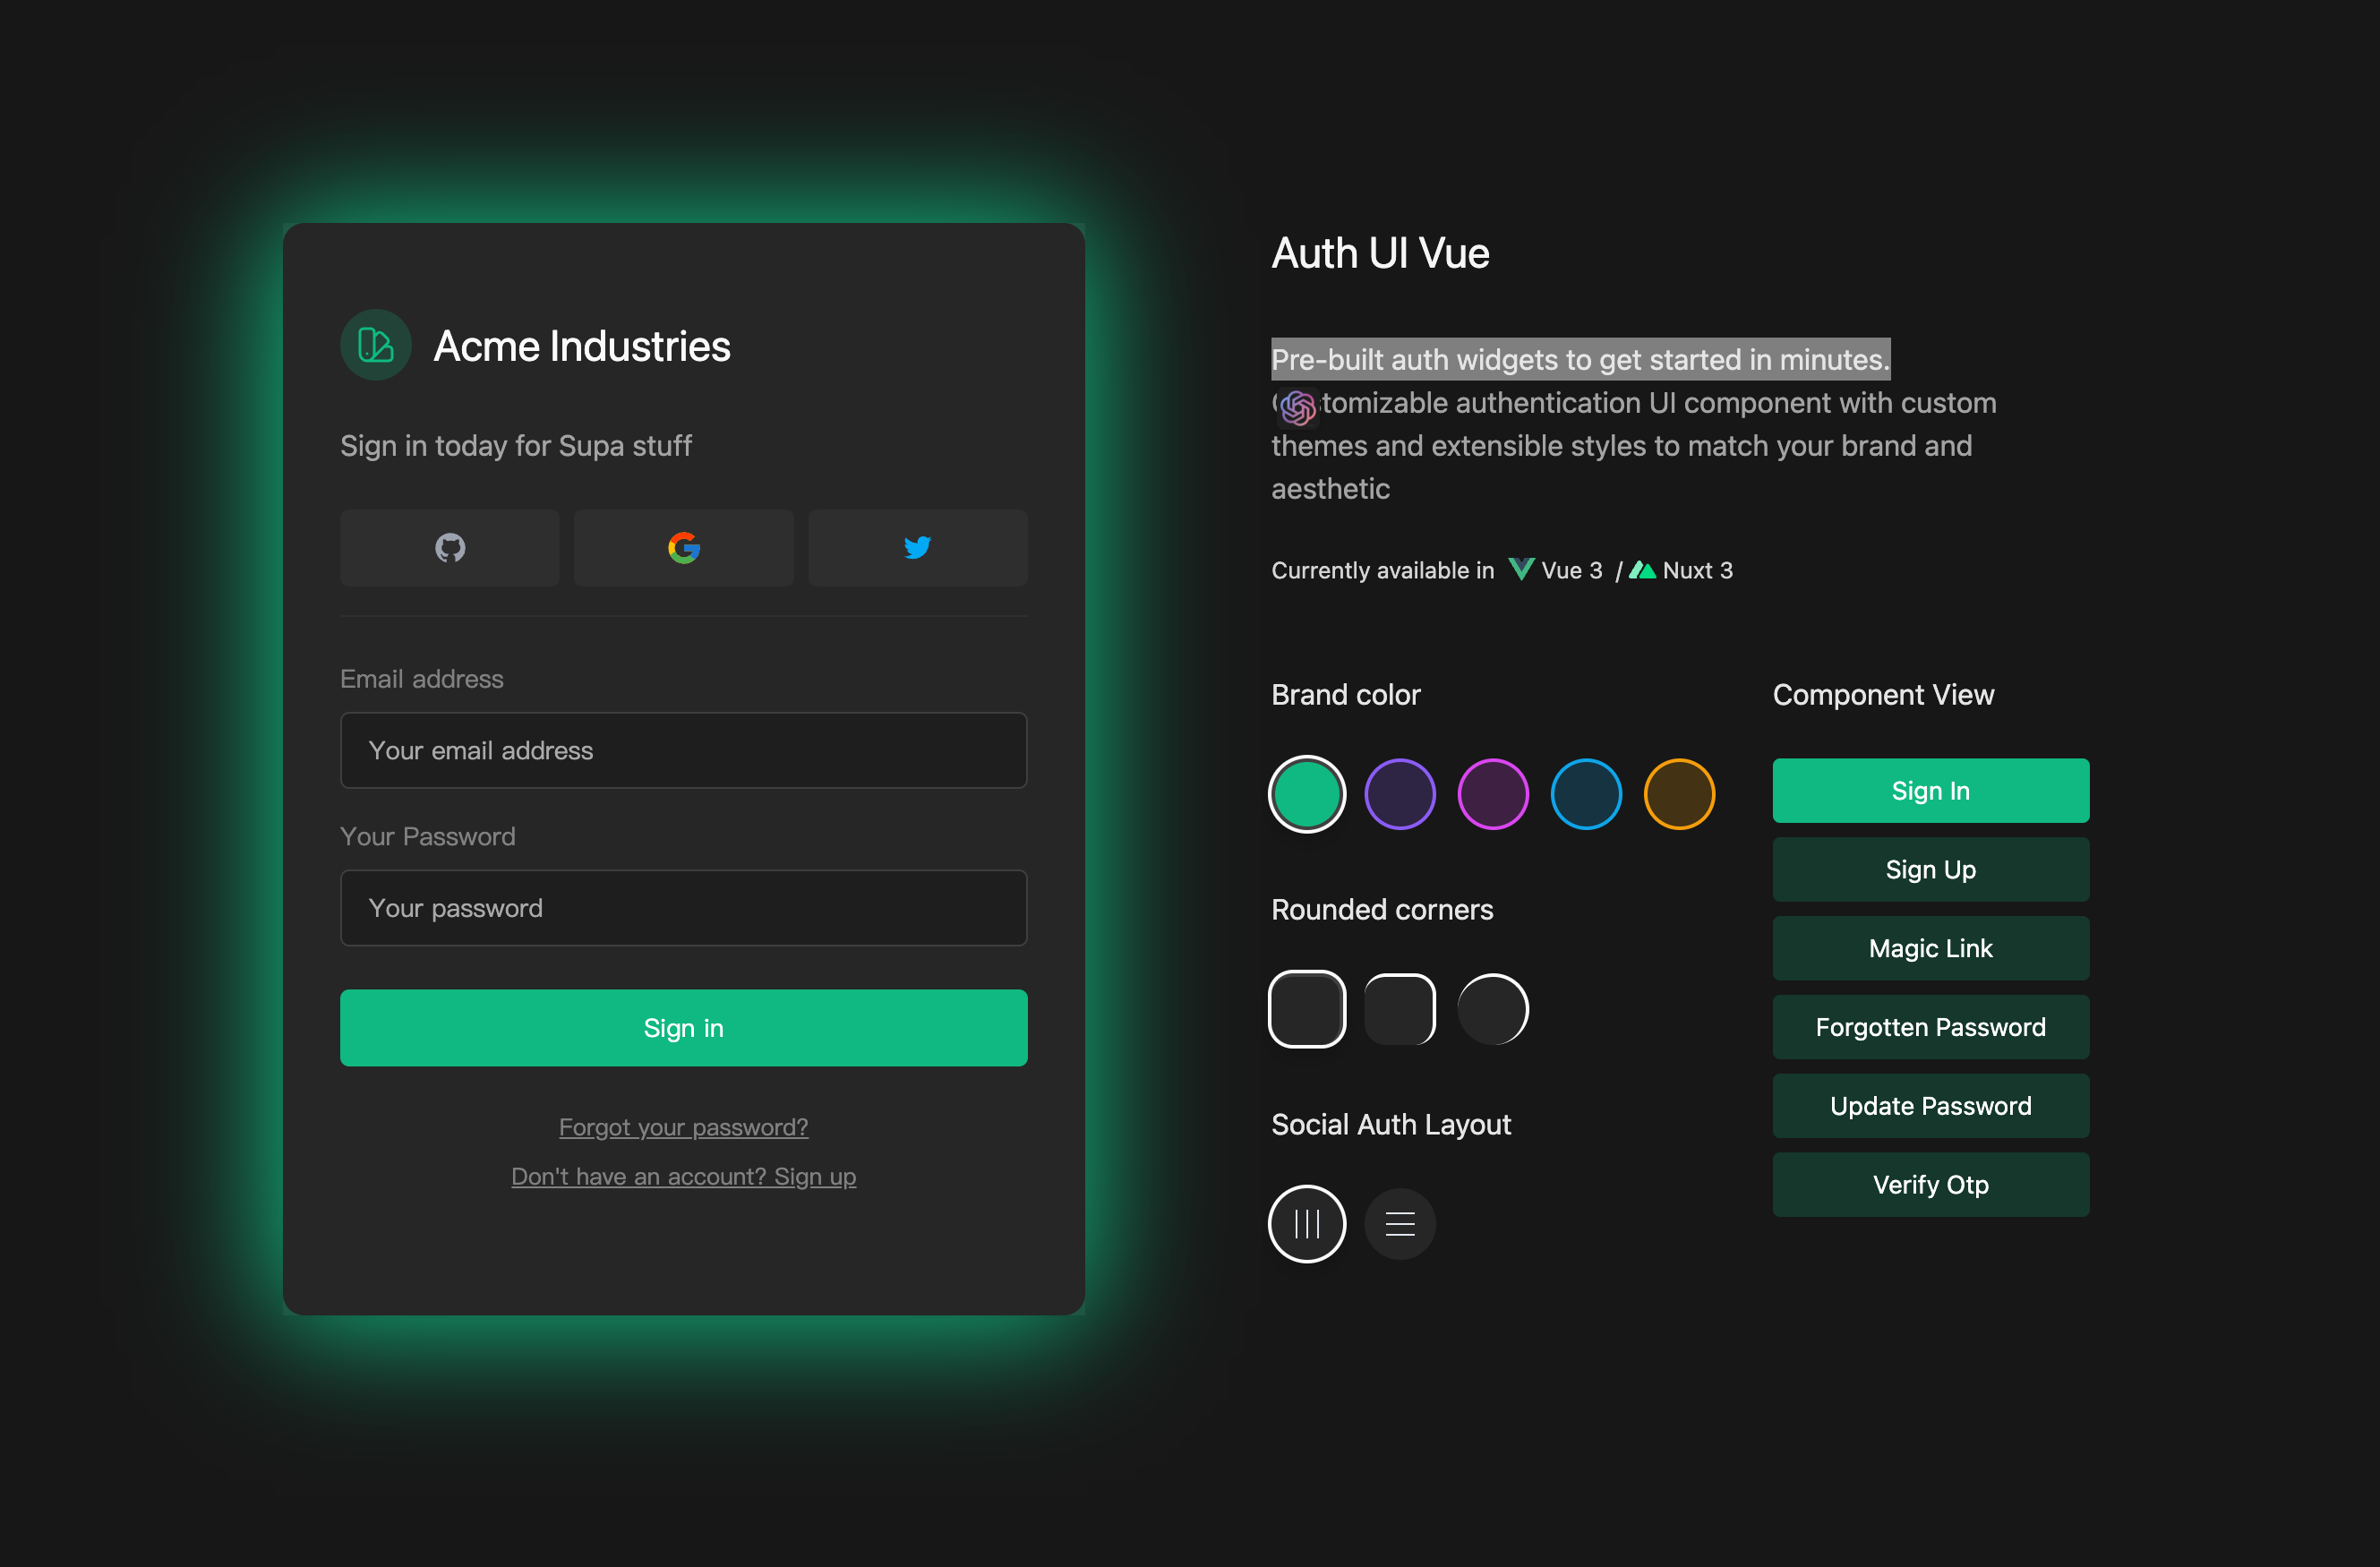 Acme Industries
Sign in today for Supa stuff
Email address
Your email address
Your Password
Your password
Sign in
Forgot your password?
Don't have an account? Sign up
Auth UI Vue
Pre-built auth widgets to get started in minutes.
tomizable authentication UI component with custom
themes and extensible styles to match your brand and
aesthetic
Currently available in Vue 3 / Nuxt 3
Brand color
Rounded corners
Social Auth Layout
Component View
Sign In
Sign Up
Magic Link
Forgotten Password
Update Password
Verify Otp